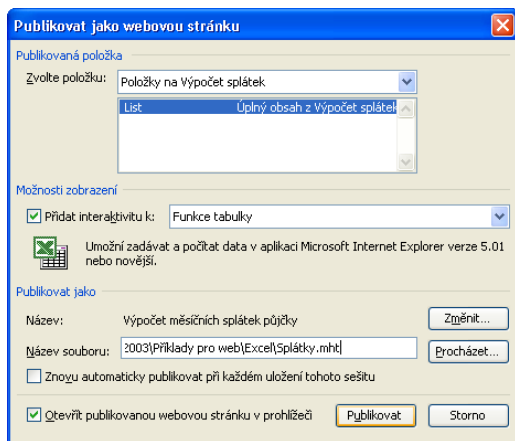 Publikovat jako webovou stránku
Publikovaná položka
Zvolte položku: Položky na Výpočet splátek
List Úplný obsah z Výpočet splátek
Možnosti zobrazení
Přidat interaktivitu k: Funkce tabulky
Umožní zadávat a počítat data v aplikaci Microsoft Internet Explorer verze 5.01
nebo novější.
Publikovat jako
Název: Výpočet měsíčních splátek půjčky Změnit...
Název souboru: 2003\Příklady pro web\Excel\Splátky.mht Procházet...
Znovu automaticky publikovat při každém uložení tohoto sešitu
Otevřít publikovanou webovou stránku v prohlížeči Publikovat Storno